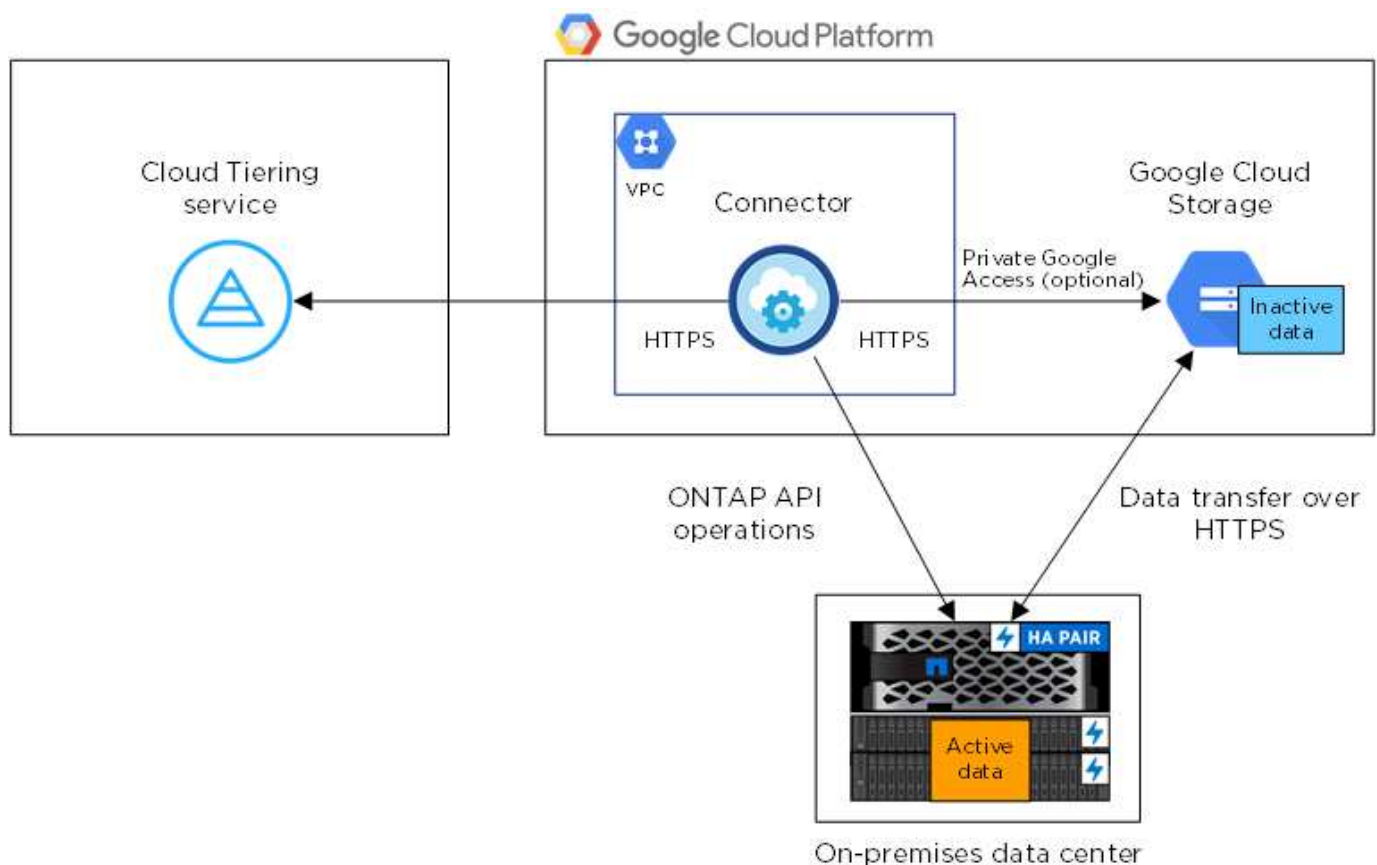 Google Cloud Platform
Cloud Tiering
service
VPC
Connector
Google Cloud
Storage
Private Google
Access (optional)
Inactive
data
HTTPS
HTTPS
ONTAP API
operations
Data transfer over
HTTPS
HA PAIR
Active
data
On-premises data center